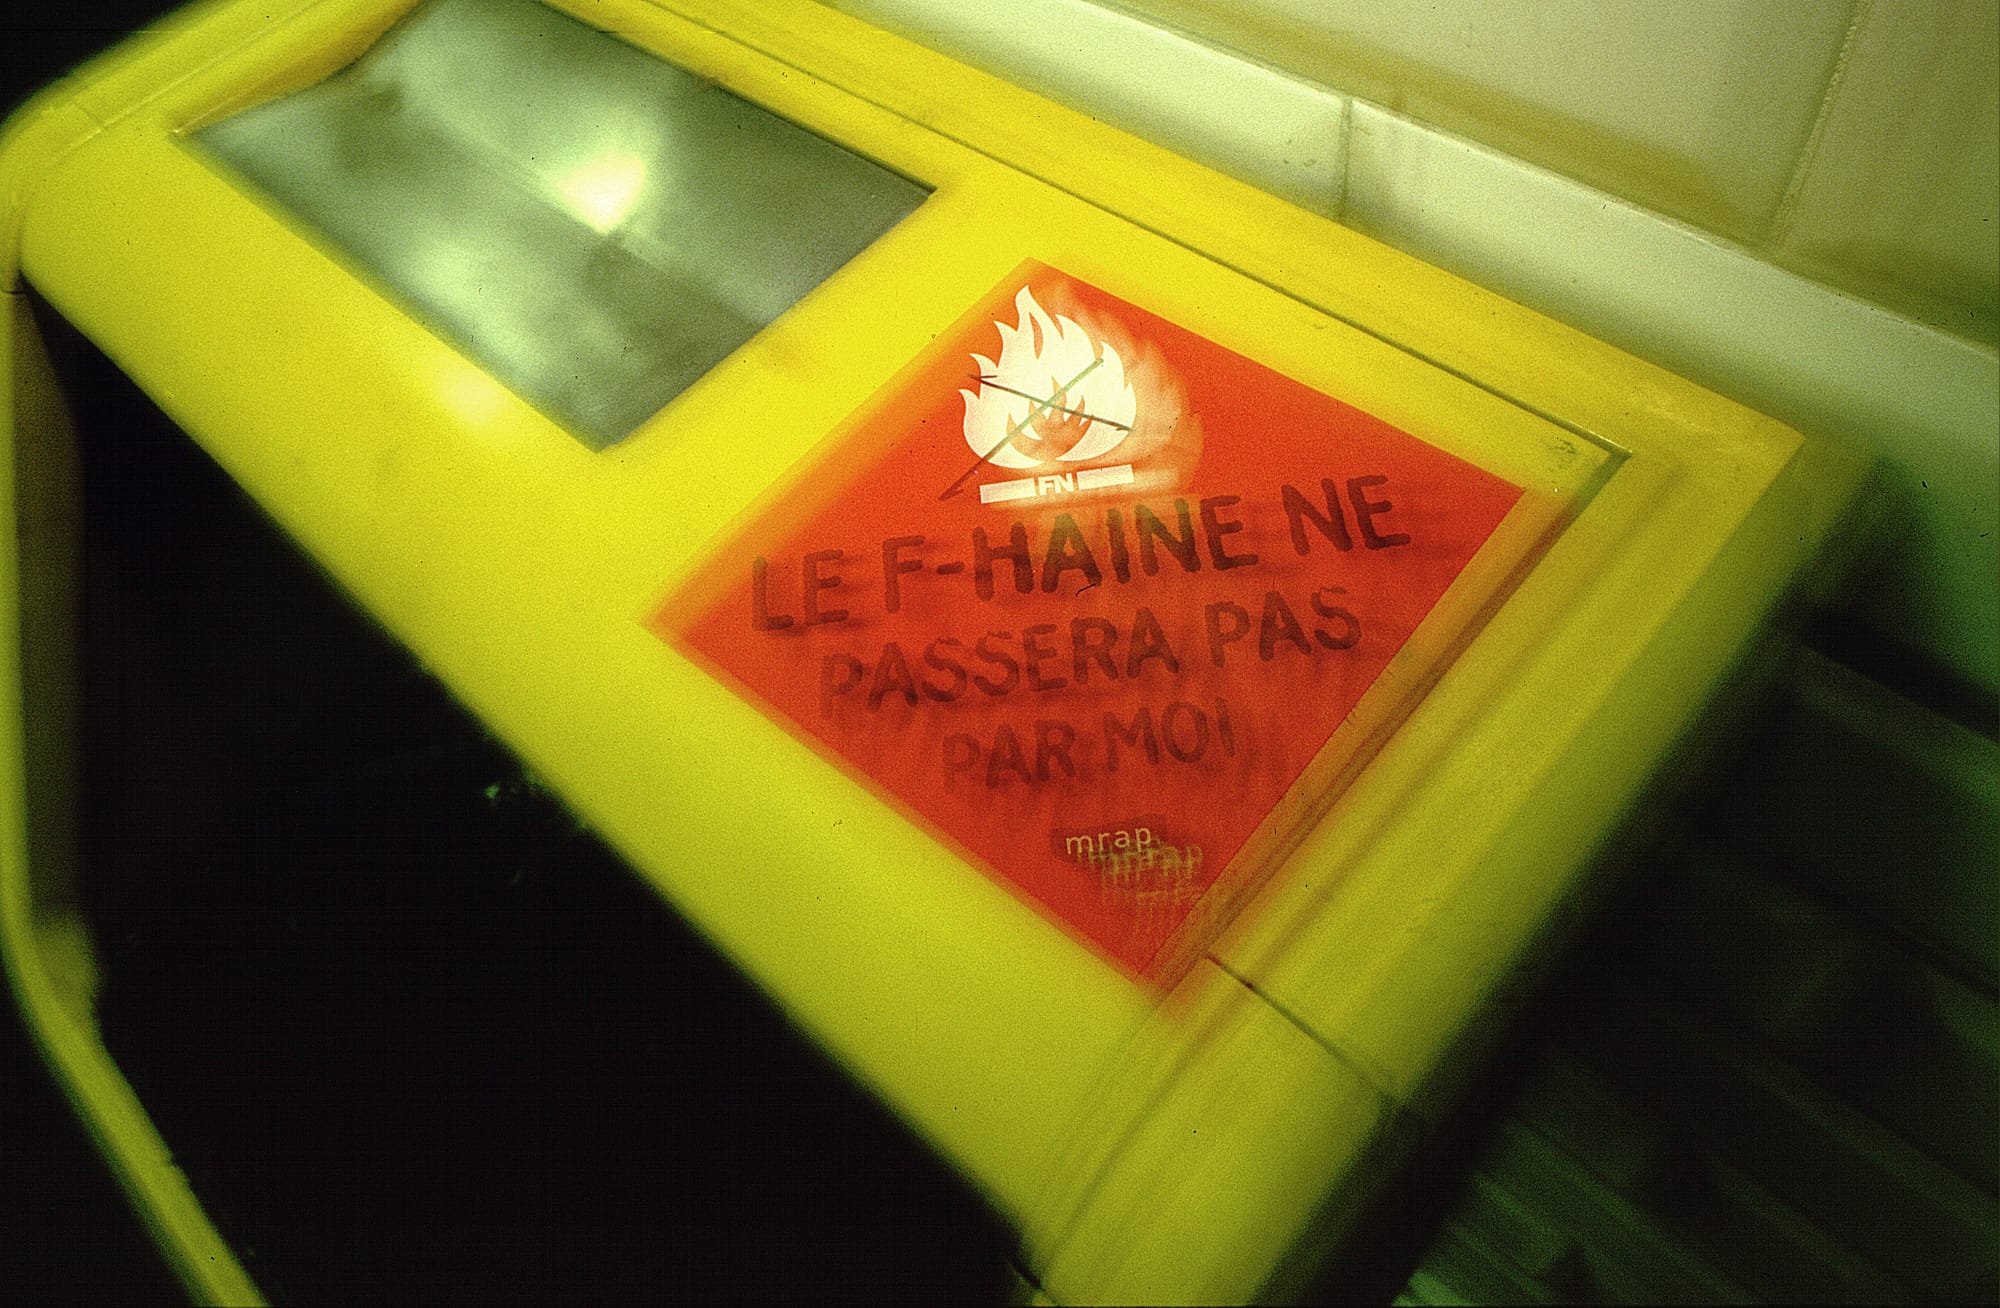 FN
LE F-HAINE NE
PASSERA PAS
PAR MOI
mrap